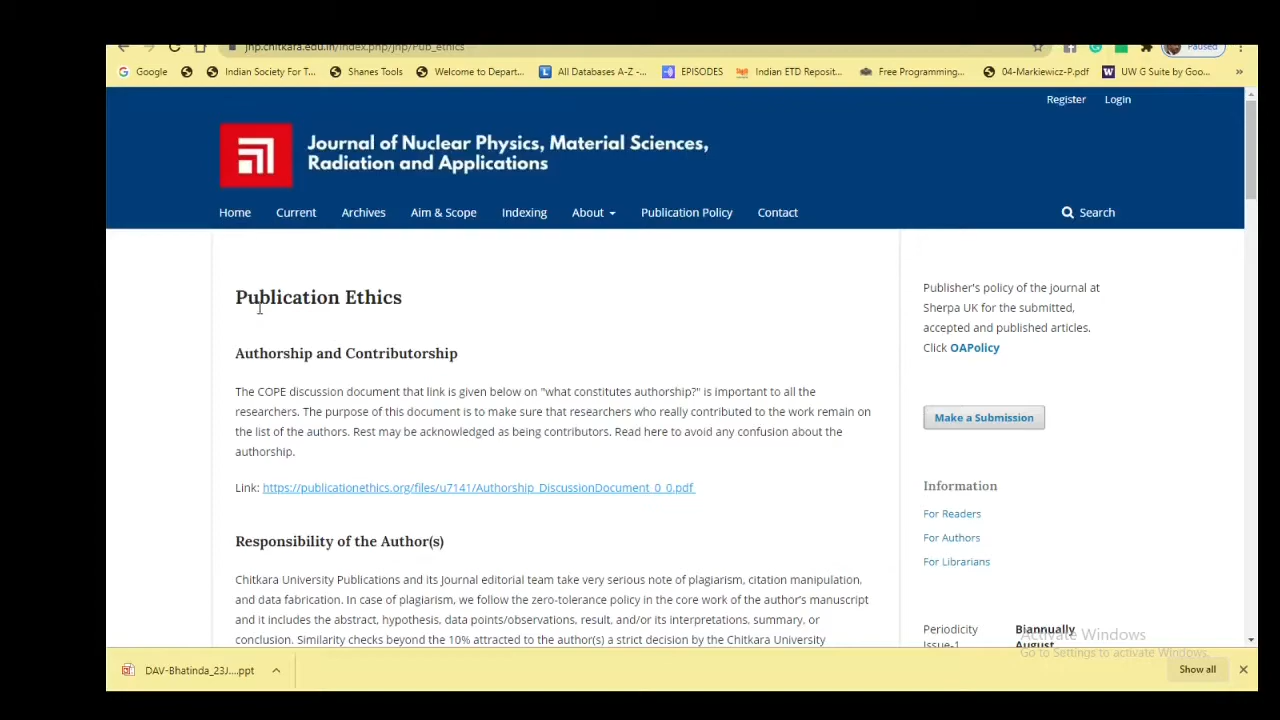 jnp.chitkara.edu.in/index.php/jnp/Pub_ethics
Paused
Google
Indian Society For T...
Shanes Tools
Welcome to Depart...
All Databases A-Z -...
EPISODES
Indian ETD Reposit...
Free Programming...
04-Markiewicz-P.pdf
UW G Suite by Goo...
»
Register
Login
Journal of Nuclear Physics, Material Sciences,
Radiation and Applications
Home
Current
Archives
Aim & Scope
Indexing
About
Publication Policy
Contact
Search
Publication Ethics
Authorship and Contributorship
The COPE discussion document that link is given below on "what constitutes authorship?" is important to all the
researchers. The purpose of this document is to make sure that researchers who really contributed to the work remain on
the list of the authors. Rest may be acknowledged as being contributors. Read here to avoid any confusion about the
authorship.
Link: https://publicationethics.org/files/u7141/Authorship_DiscussionDocument_0_0.pdf
Responsibility of the Author(s)
Chitkara University Publications and its Journal editorial team take very serious note of plagiarism, citation manipulation,
and data fabrication. In case of plagiarism, we follow the zero-tolerance policy in the core work of the author's manuscript
and it includes the abstract, hypothesis, data points/observations, result, and/or its interpretations, summary, or
conclusion. Similarity checks beyond the 10% attracted to the author(s) a strict decision by the Chitkara University
Publisher's policy of the journal at
Sherpa UK for the submitted,
accepted and published articles.
Click OAPolicy
Make a Submission
Information
For Readers
For Authors
For Librarians
Periodicity
Biannually
Issue-1
August
Activate Windows
Go to Settings to activate Windows.
DAV-Bhatinda_23J....ppt
Show all